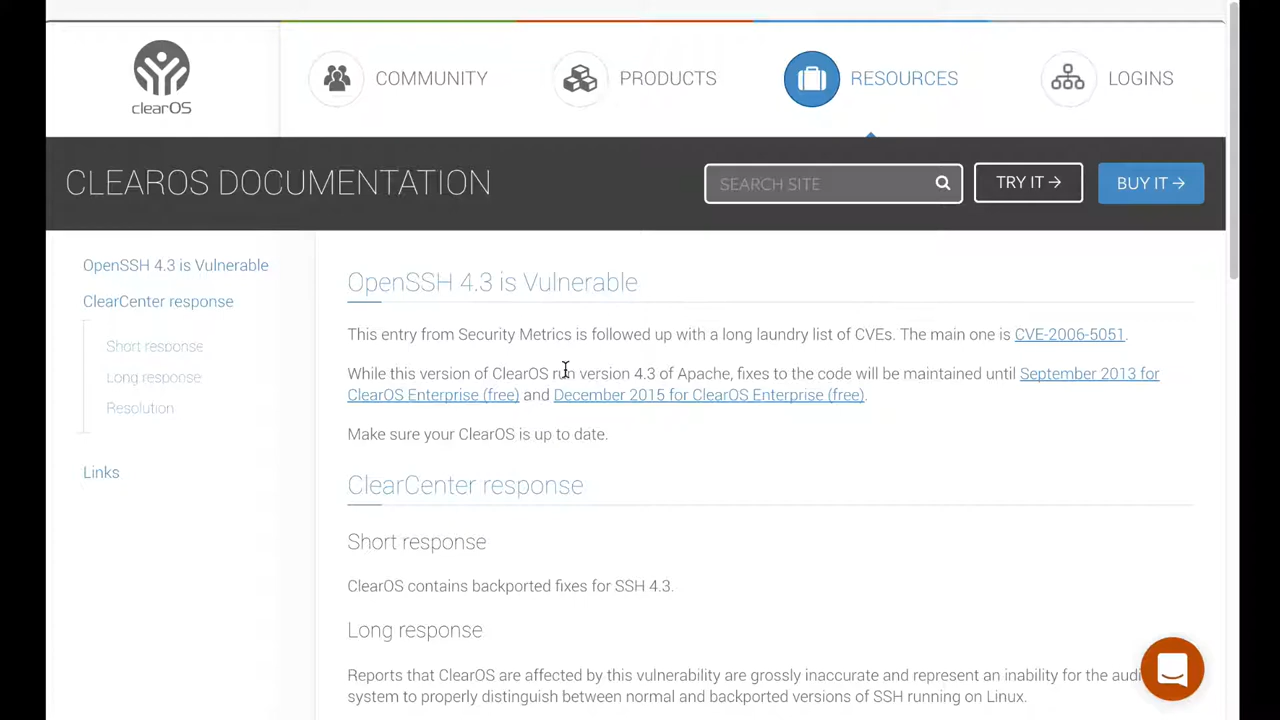 clearOS
COMMUNITY
PRODUCTS
RESOURCES
LOGINS
CLEAROS DOCUMENTATION
SEARCH SITE
TRY IT →
BUY IT →
OpenSSH 4.3 is Vulnerable
ClearCenter response
Short response
Long response
Resolution
Links
OpenSSH 4.3 is Vulnerable
This entry from Security Metrics is followed up with a long laundry list of CVEs. The main one is CVE-2006-5051.
While this version of ClearOS run version 4.3 of Apache, fixes to the code will be maintained until September 2013 for
ClearOS Enterprise (free) and December 2015 for ClearOS Enterprise (free).
Make sure your ClearOS is up to date.
ClearCenter response
Short response
ClearOS contains backported fixes for SSH 4.3.
Long response
Reports that ClearOS are affected by this vulnerability are grossly inaccurate and represent an inability for the
system to properly distinguish between normal and backported versions of SSH running on Linux.